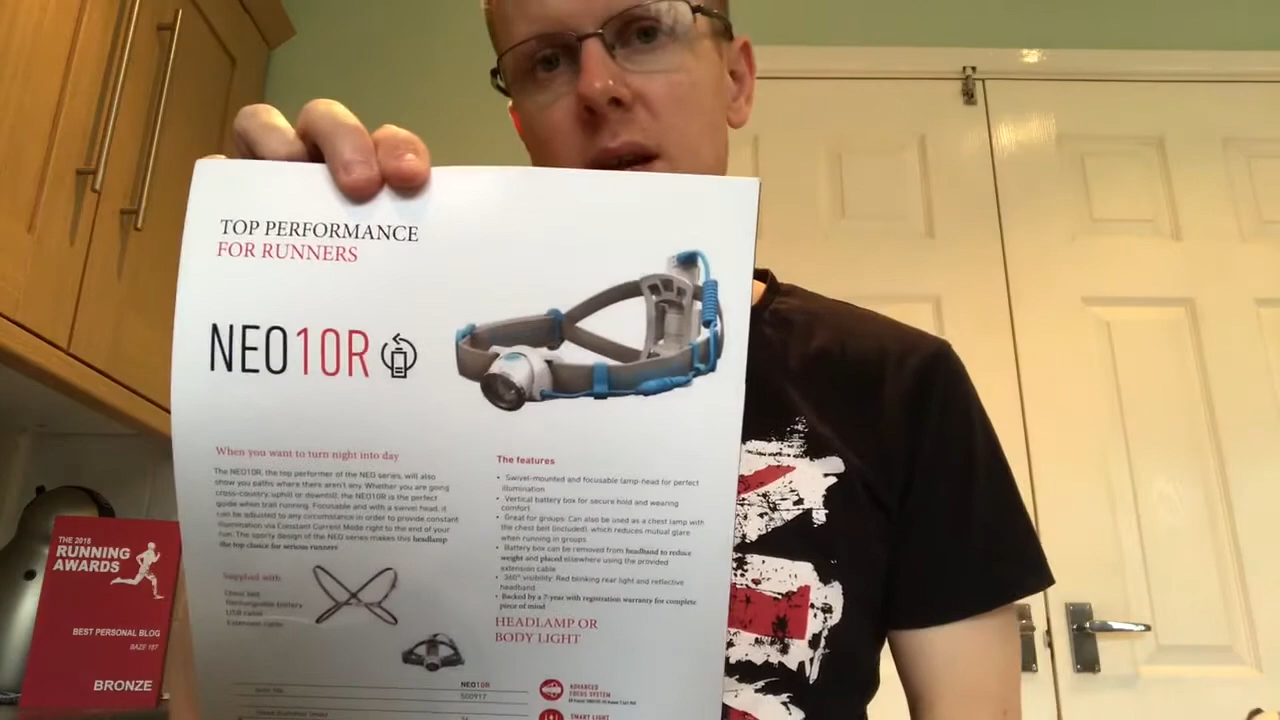 TOP PERFORMANCE
FOR RUNNERS
NEO10R
When you want to turn night into day
The NEO10R, the top performer of the NEO series, will also
show you paths where there aren't any. Whether you are going
cross-country, uphill or downhill, the NEO10R is the perfect
guide when trail running. Focusable and with a swivel head, it
can be adjusted to any circumstance in order to provide constant
illumination via Constant Current Mode right to the end of your
run. The sporty design of the NEO series makes this headlamp
the top choice for serious runners
Supplied with
Chest belt
Rechargeable battery
USB cable
Extension cable
The features
• Swivel-mounted and focusable lamp-head for perfect
illumination
• Vertical battery box for secure hold and wearing
comfort
• Great for groups: Can also be used as a chest lamp with
the chest belt (included), which reduces mutual glare
when running in groups
• Battery box can be removed from headband to reduce
weight and placed elsewhere using the provided
extension cable
• 360° visibility: Red blinking rear light and reflective
headband
• Backed by a 7-year with registration warranty for complete
piece of mind
HEADLAMP OR
BODY LIGHT
NEO10R
500917
ADVANCED
FOCUS SYSTEM
SMART LIGHT
THE 2018
RUNNING
AWARDS
BEST PERSONAL BLOG
BRONZE